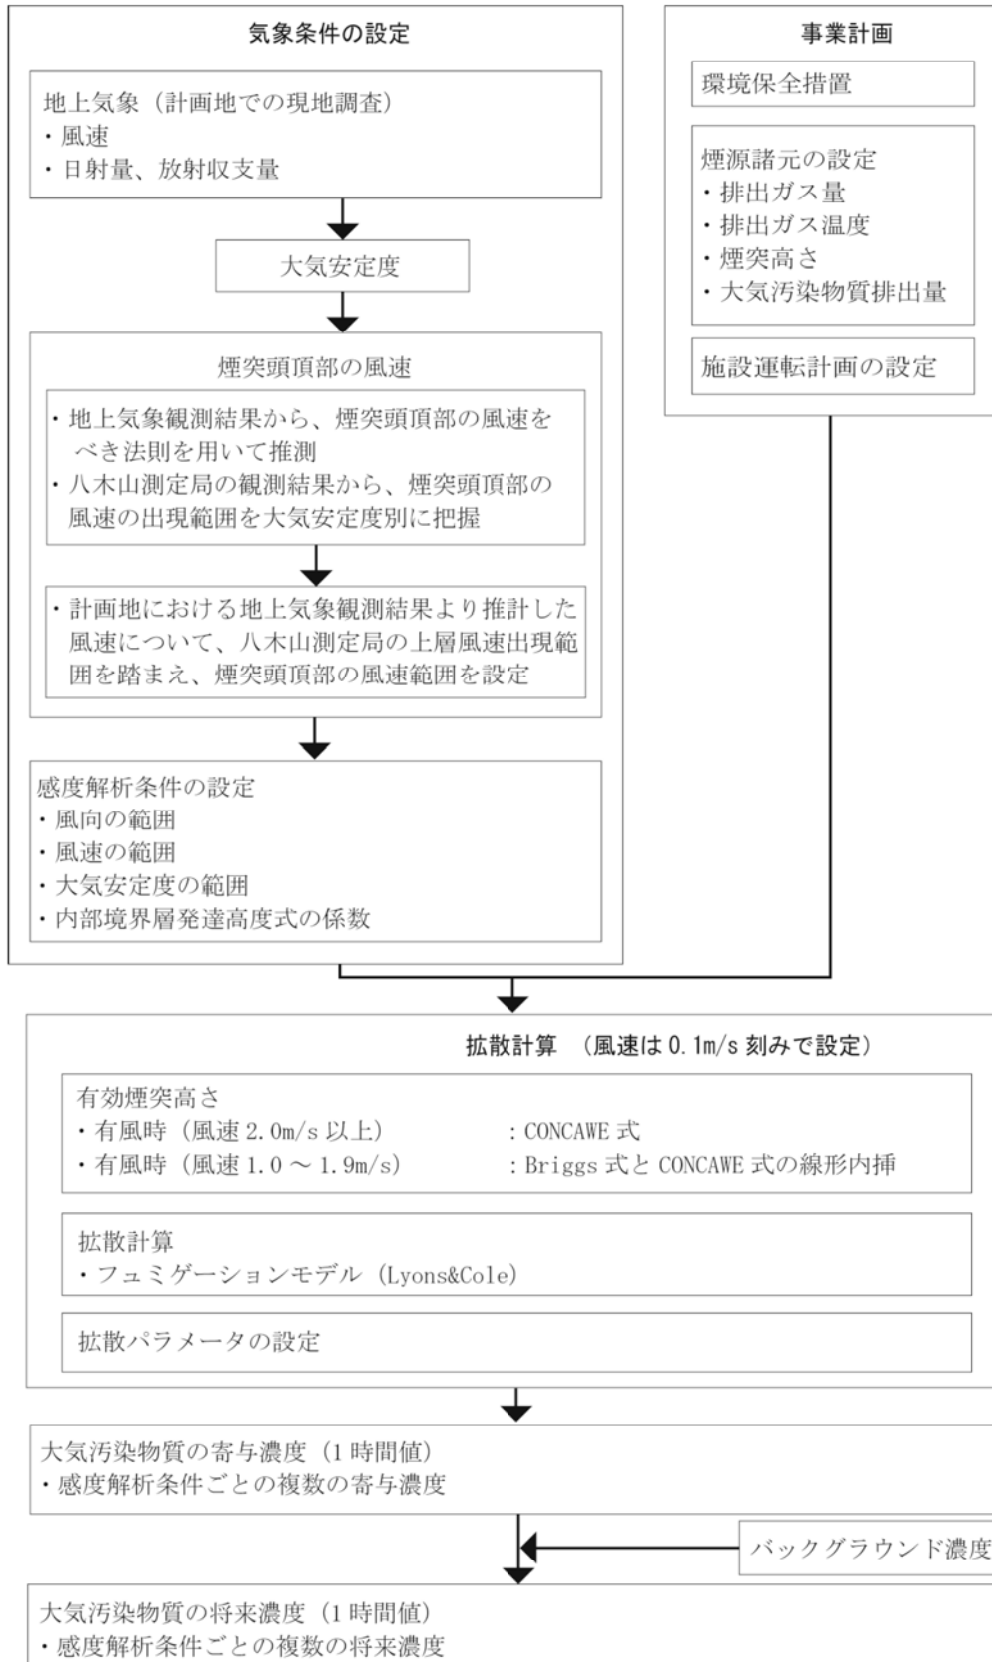 気象条件の設定
地上気象（計画地での現地調査）
・風速
・日射量、放射収支量
大気安定度
煙突頭頂部の風速
・地上気象観測結果から、煙突頭頂部の風速を
べき法則を用いて推測
・八木山測定局の観測結果から、煙突頭頂部の
風速の出現範囲を大気安定度別に把握
・計画地における地上気象観測結果より推計した
風速について、八木山測定局の上層風速出現範
囲を踏まえ、煙突頭頂部の風速範囲を設定
感度解析条件の設定
・風向の範囲
・風速の範囲
・大気安定度の範囲
・内部境界層発達高度式の係数
事業計画
環境保全措置
煙源諸元の設定
・排出ガス量
・排出ガス温度
・煙突高さ
・大気汚染物質排出量
施設運転計画の設定
拡散計算 （風速は 0.1m/s 刻みで設定）
有効煙突高さ
・有風時（風速 2.0m/s 以上） : CONCAWE 式
・有風時（風速 1.0 ～ 1.9m/s） : Briggs 式と CONCAWE 式の線形内挿
拡散計算
・フュミゲーションモデル（Lyons&Cole）
拡散パラメータの設定
大気汚染物質の寄与濃度（1 時間値）
・感度解析条件ごとの複数の寄与濃度
バックグラウンド濃度
大気汚染物質の将来濃度（1 時間値）
・感度解析条件ごとの複数の将来濃度